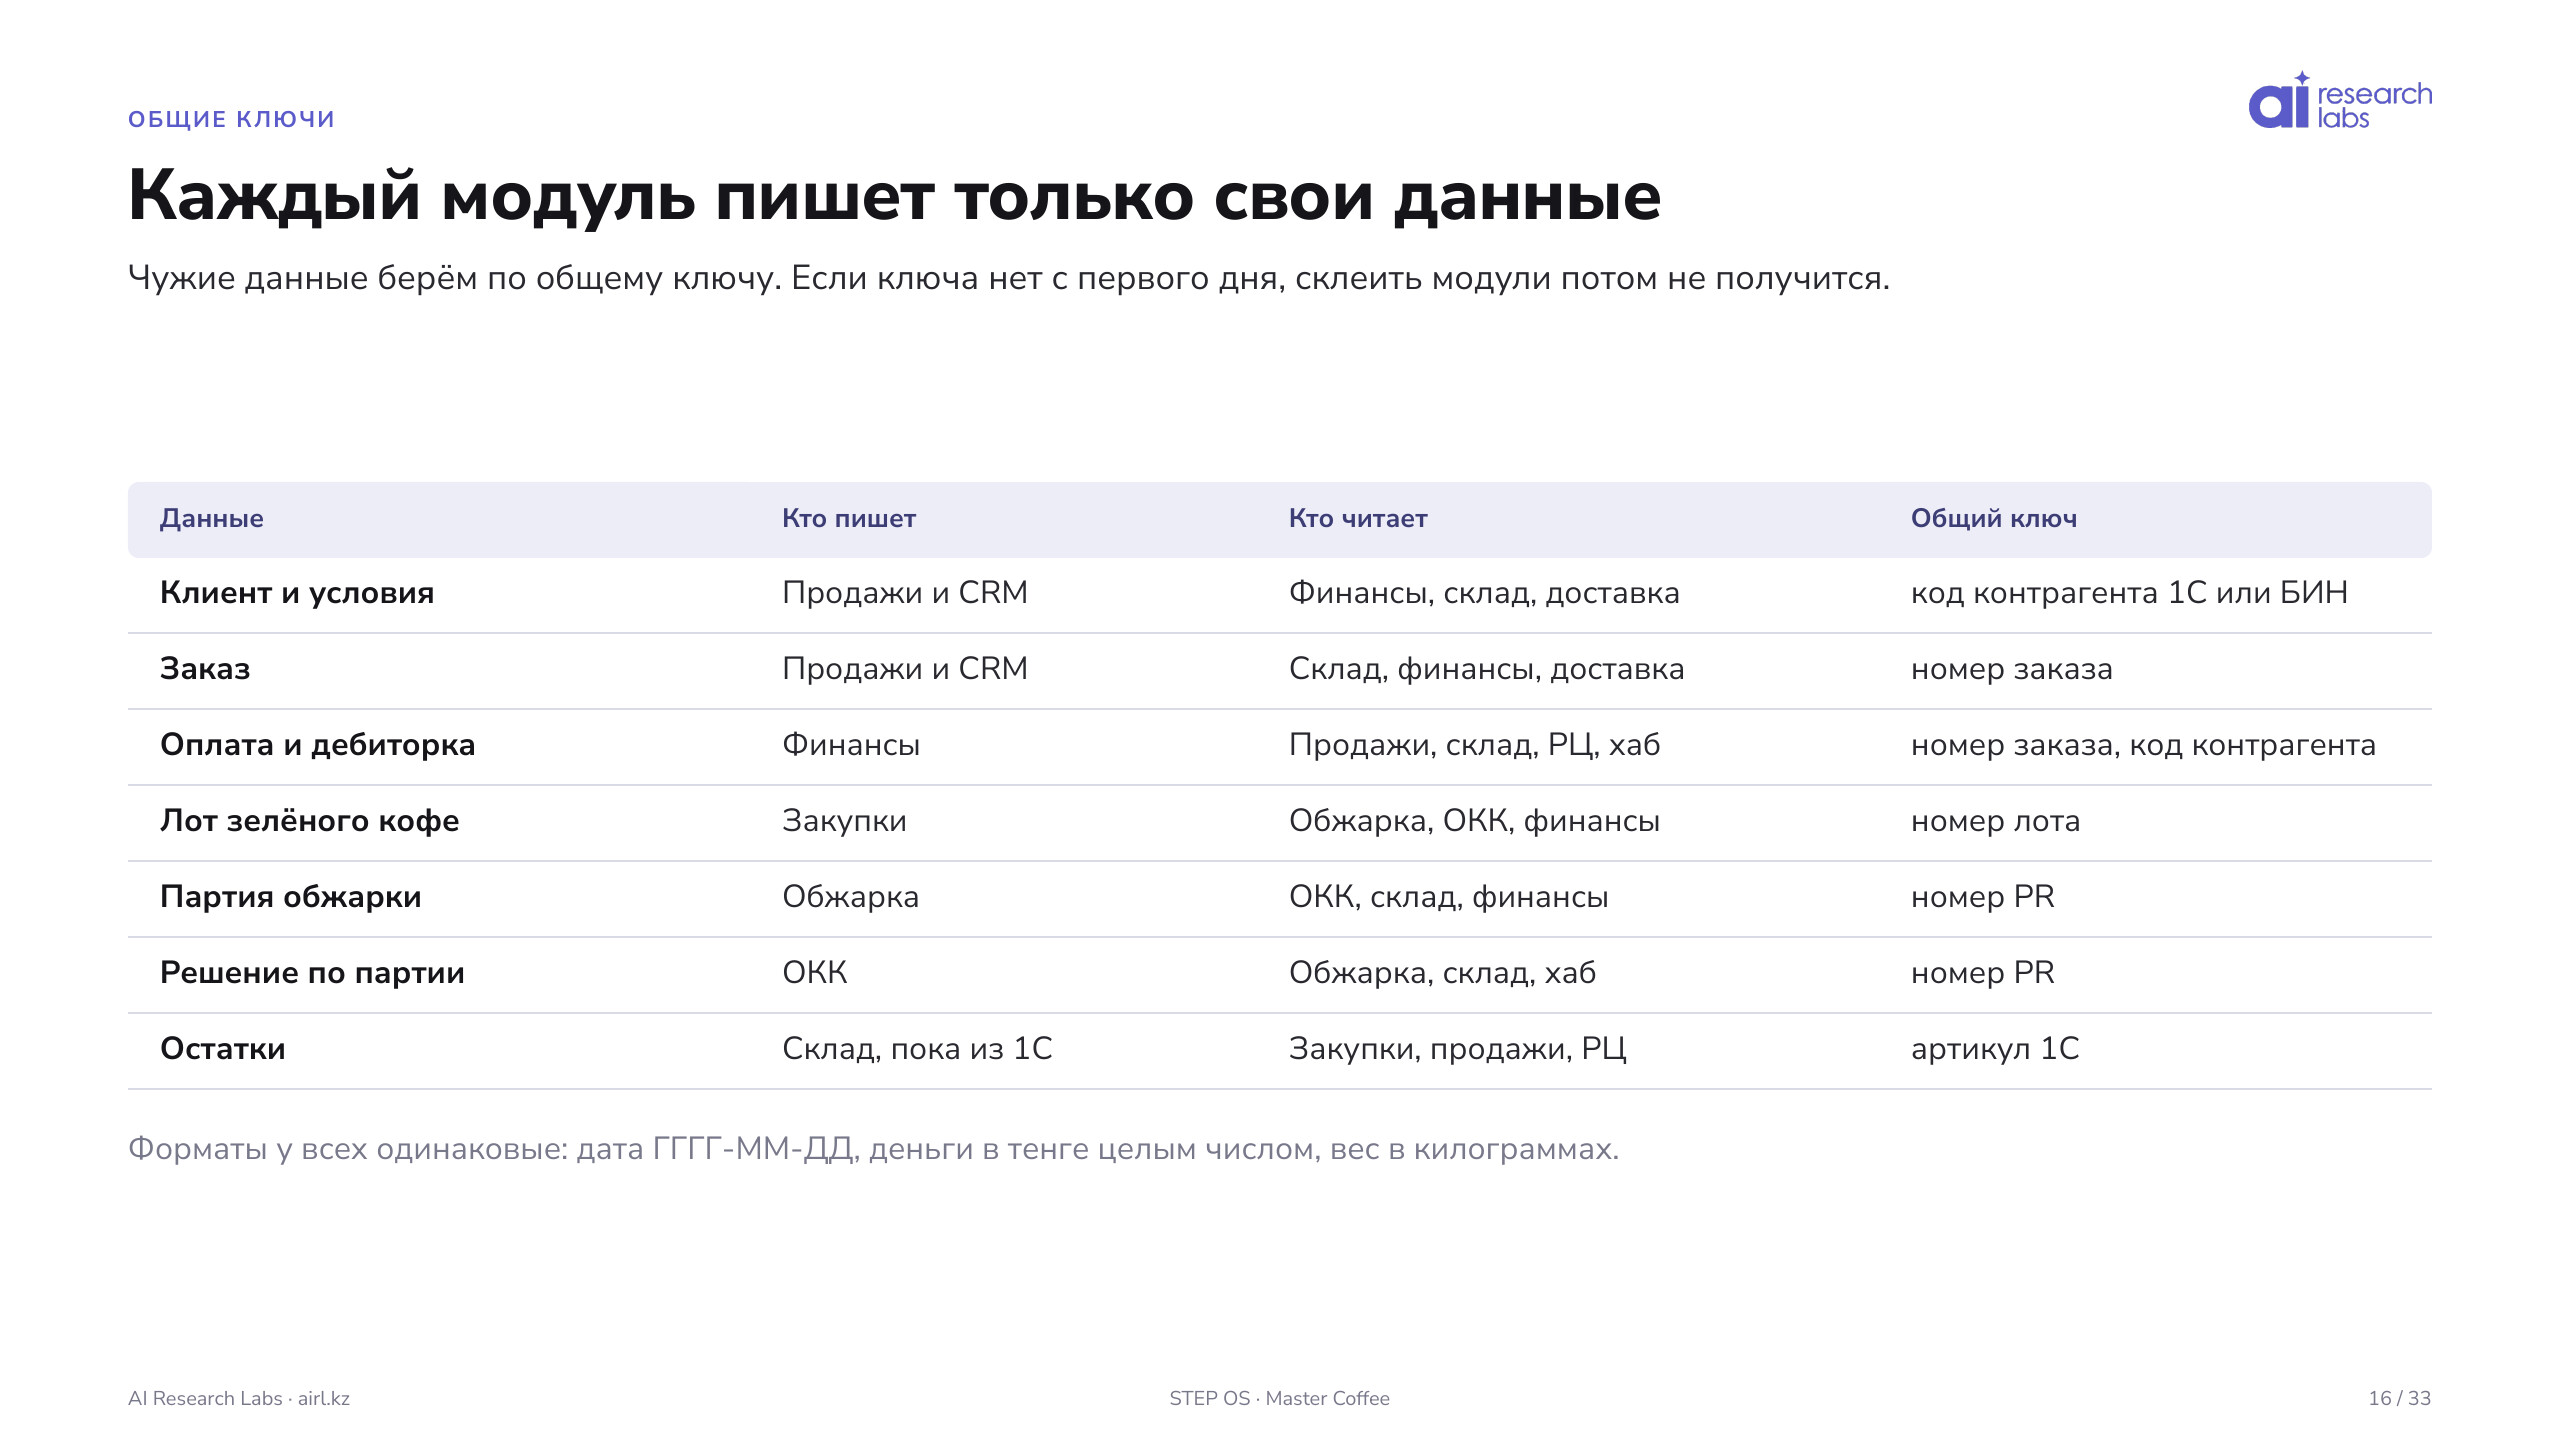 ОБЩИЕ КЛЮЧИ
ai research labs
Каждый модуль пишет только свои данные
Чужие данные берём по общему ключу. Если ключа нет с первого дня, склеить модули потом не получится.
Данные Кто пишет Кто читает Общий ключ
Клиент и условия Продажи и CRM Финансы, склад, доставка код контрагента 1С или БИН
Заказ Продажи и CRM Склад, финансы, доставка номер заказа
Оплата и дебиторка Финансы Продажи, склад, РЦ, хаб номер заказа, код контрагента
Лот зелёного кофе Закупки Обжарка, ОКК, финансы номер лота
Партия обжарки Обжарка ОКК, склад, финансы номер PR
Решение по партии ОКК Обжарка, склад, хаб номер PR
Остатки Склад, пока из 1С Закупки, продажи, РЦ артикул 1С
Форматы у всех одинаковые: дата ГГГГ-ММ-ДД, деньги в тенге целым числом, вес в килограммах.
AI Research Labs · airl.kz STEP OS · Master Coffee 16 / 33